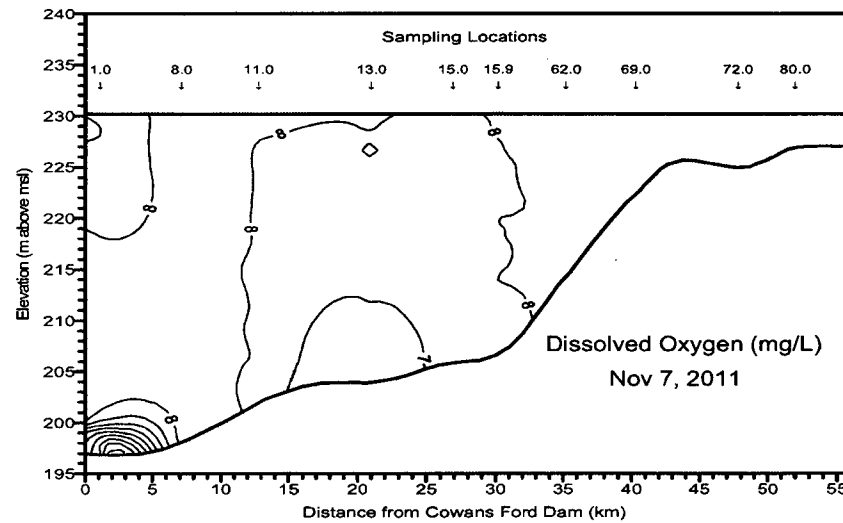 240
Sampling Locations
235
1.0 8.0 11.0 13.0 15.0 15.9 62.0 69.0 72.0 80.0
230
8 8
225
Elevation (m above msl)
220
8 8
215
210
8
Dissolved Oxygen (mg/L)
205
7
Nov 7, 2011
200
8
195
0 5 10 15 20 25 30 35 40 45 50 55
Distance from Cowans Ford Dam (km)